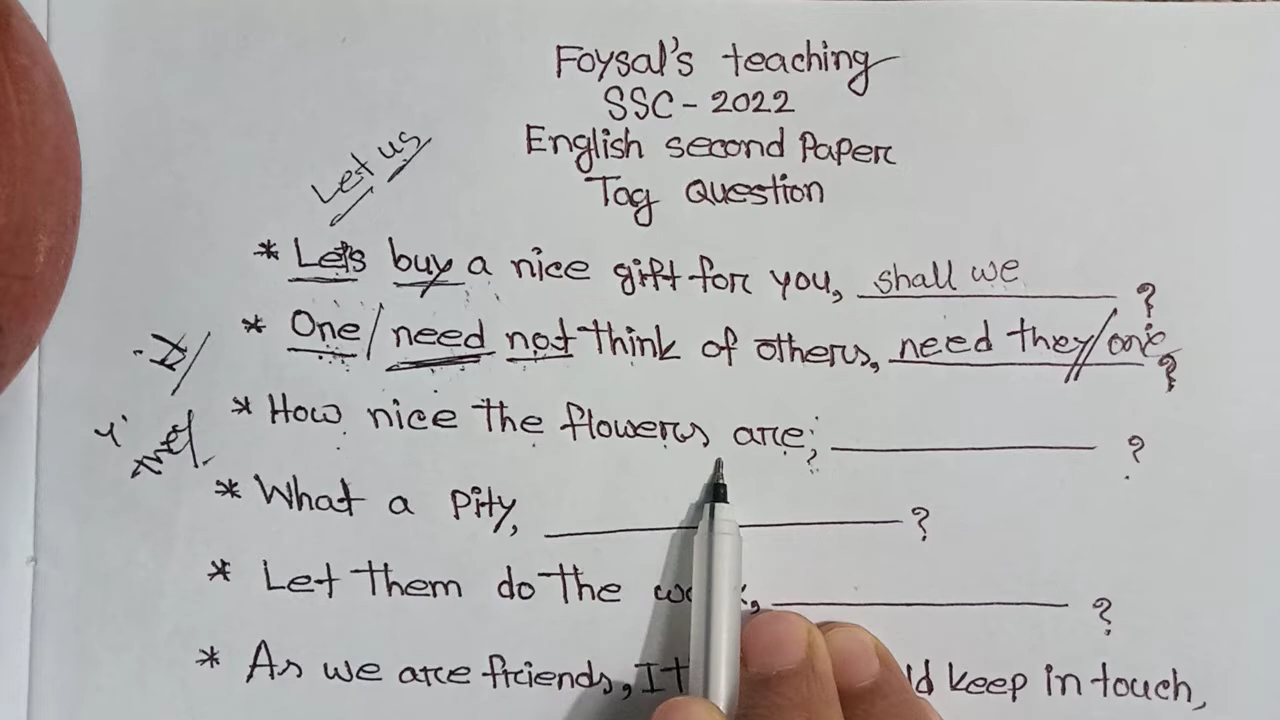 Foysal's teaching
SSC - 2022
English second Paper
Tag Question
Let us
* Let's buy a nice gift for you, shall we ?
* One/need not think of others, need they/one ?
* How nice the flowers are, ?
* What a pity, ?
* Let them do the ?
* As we are friends, It keep in touch,